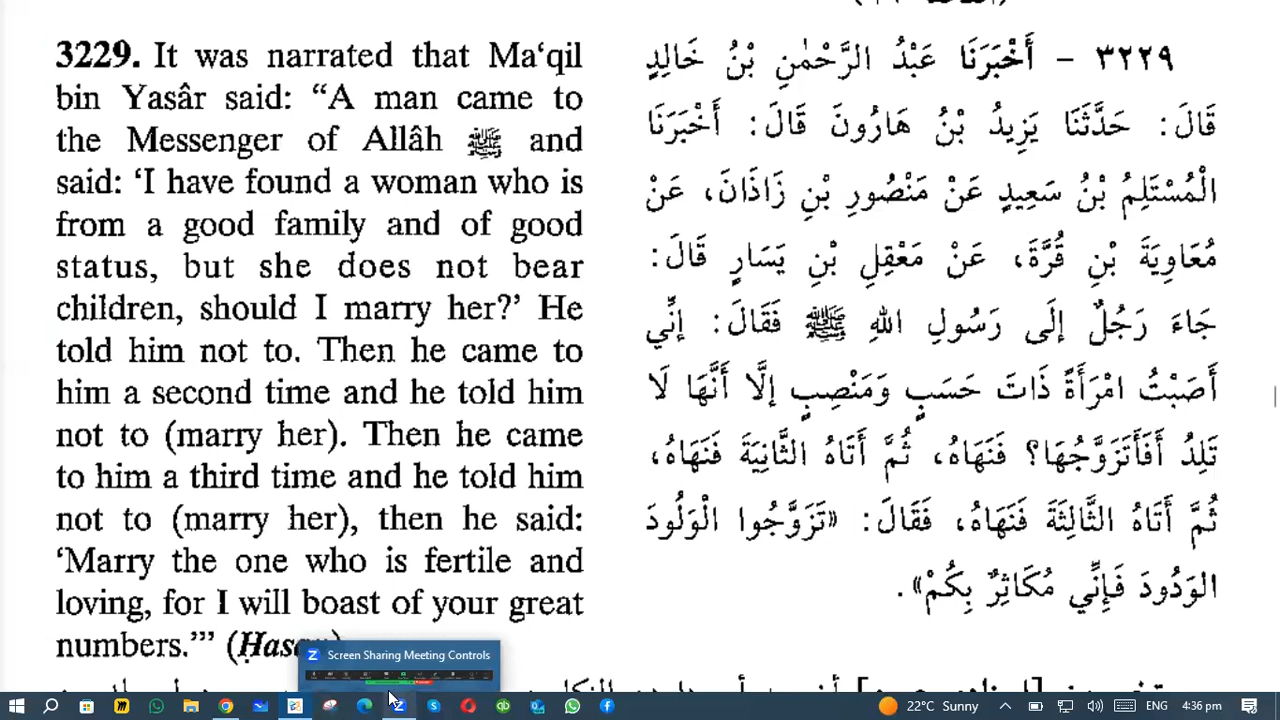 3229. It was narrated that Ma‘qil
bin Yasâr said: “A man came to
the Messenger of Allâh ﷺ and
said: ‘I have found a woman who is
from a good family and of good
status, but she does not bear
children, should I marry her?’ He
told him not to. Then he came to
him a second time and he told him
not to (marry her). Then he came
to him a third time and he told him
not to (marry her), then he said:
‘Marry the one who is fertile and
loving, for I will boast of your great
numbers.’”
٣٢٢٩ - أَخْبَرَنَا عَبْدُ الرَّحْمٰنِ بْنُ خَالِدٍ
قَالَ: حَدَّثَنَا يَزِيدُ بْنُ هَارُونَ قَالَ: أَخْبَرَنَا
الْمُسْتَلِمُ بْنُ سَعِيدٍ عَنْ مَنْصُورِ بْنِ زَاذَانَ، عَنْ
مُعَاوِيَةَ بْنِ قُرَّةَ، عَنْ مَعْقِلِ بْنِ يَسَارٍ قَالَ:
جَاءَ رَجُلٌ إِلَى رَسُولِ اللهِ ﷺ فَقَالَ: إِنِّي
أَصَبْتُ امْرَأَةً ذَاتَ حَسَبٍ وَمَنْصِبٍ إِلَّا أَنَّهَا لَا
تَلِدُ أَفَأَتَزَوَّجُهَا؟ فَنَهَاهُ، ثُمَّ أَتَاهُ الثَّانِيَةَ فَنَهَاهُ،
ثُمَّ أَتَاهُ الثَّالِثَةَ فَنَهَاهُ، فَقَالَ: «تَزَوَّجُوا الْوَلُودَ
الوَدُودَ فَإِنِّي مُكَاثِرٌ بِكُمْ».
Screen Sharing Meeting Controls
22°C Sunny
ENG
4:36 pm